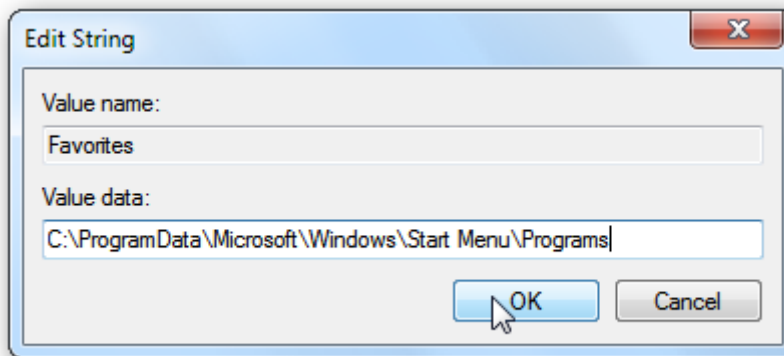 Edit String
Value name:
Favorites
Value data:
C:\ProgramData\Microsoft\Windows\Start Menu\Programs
OK Cancel